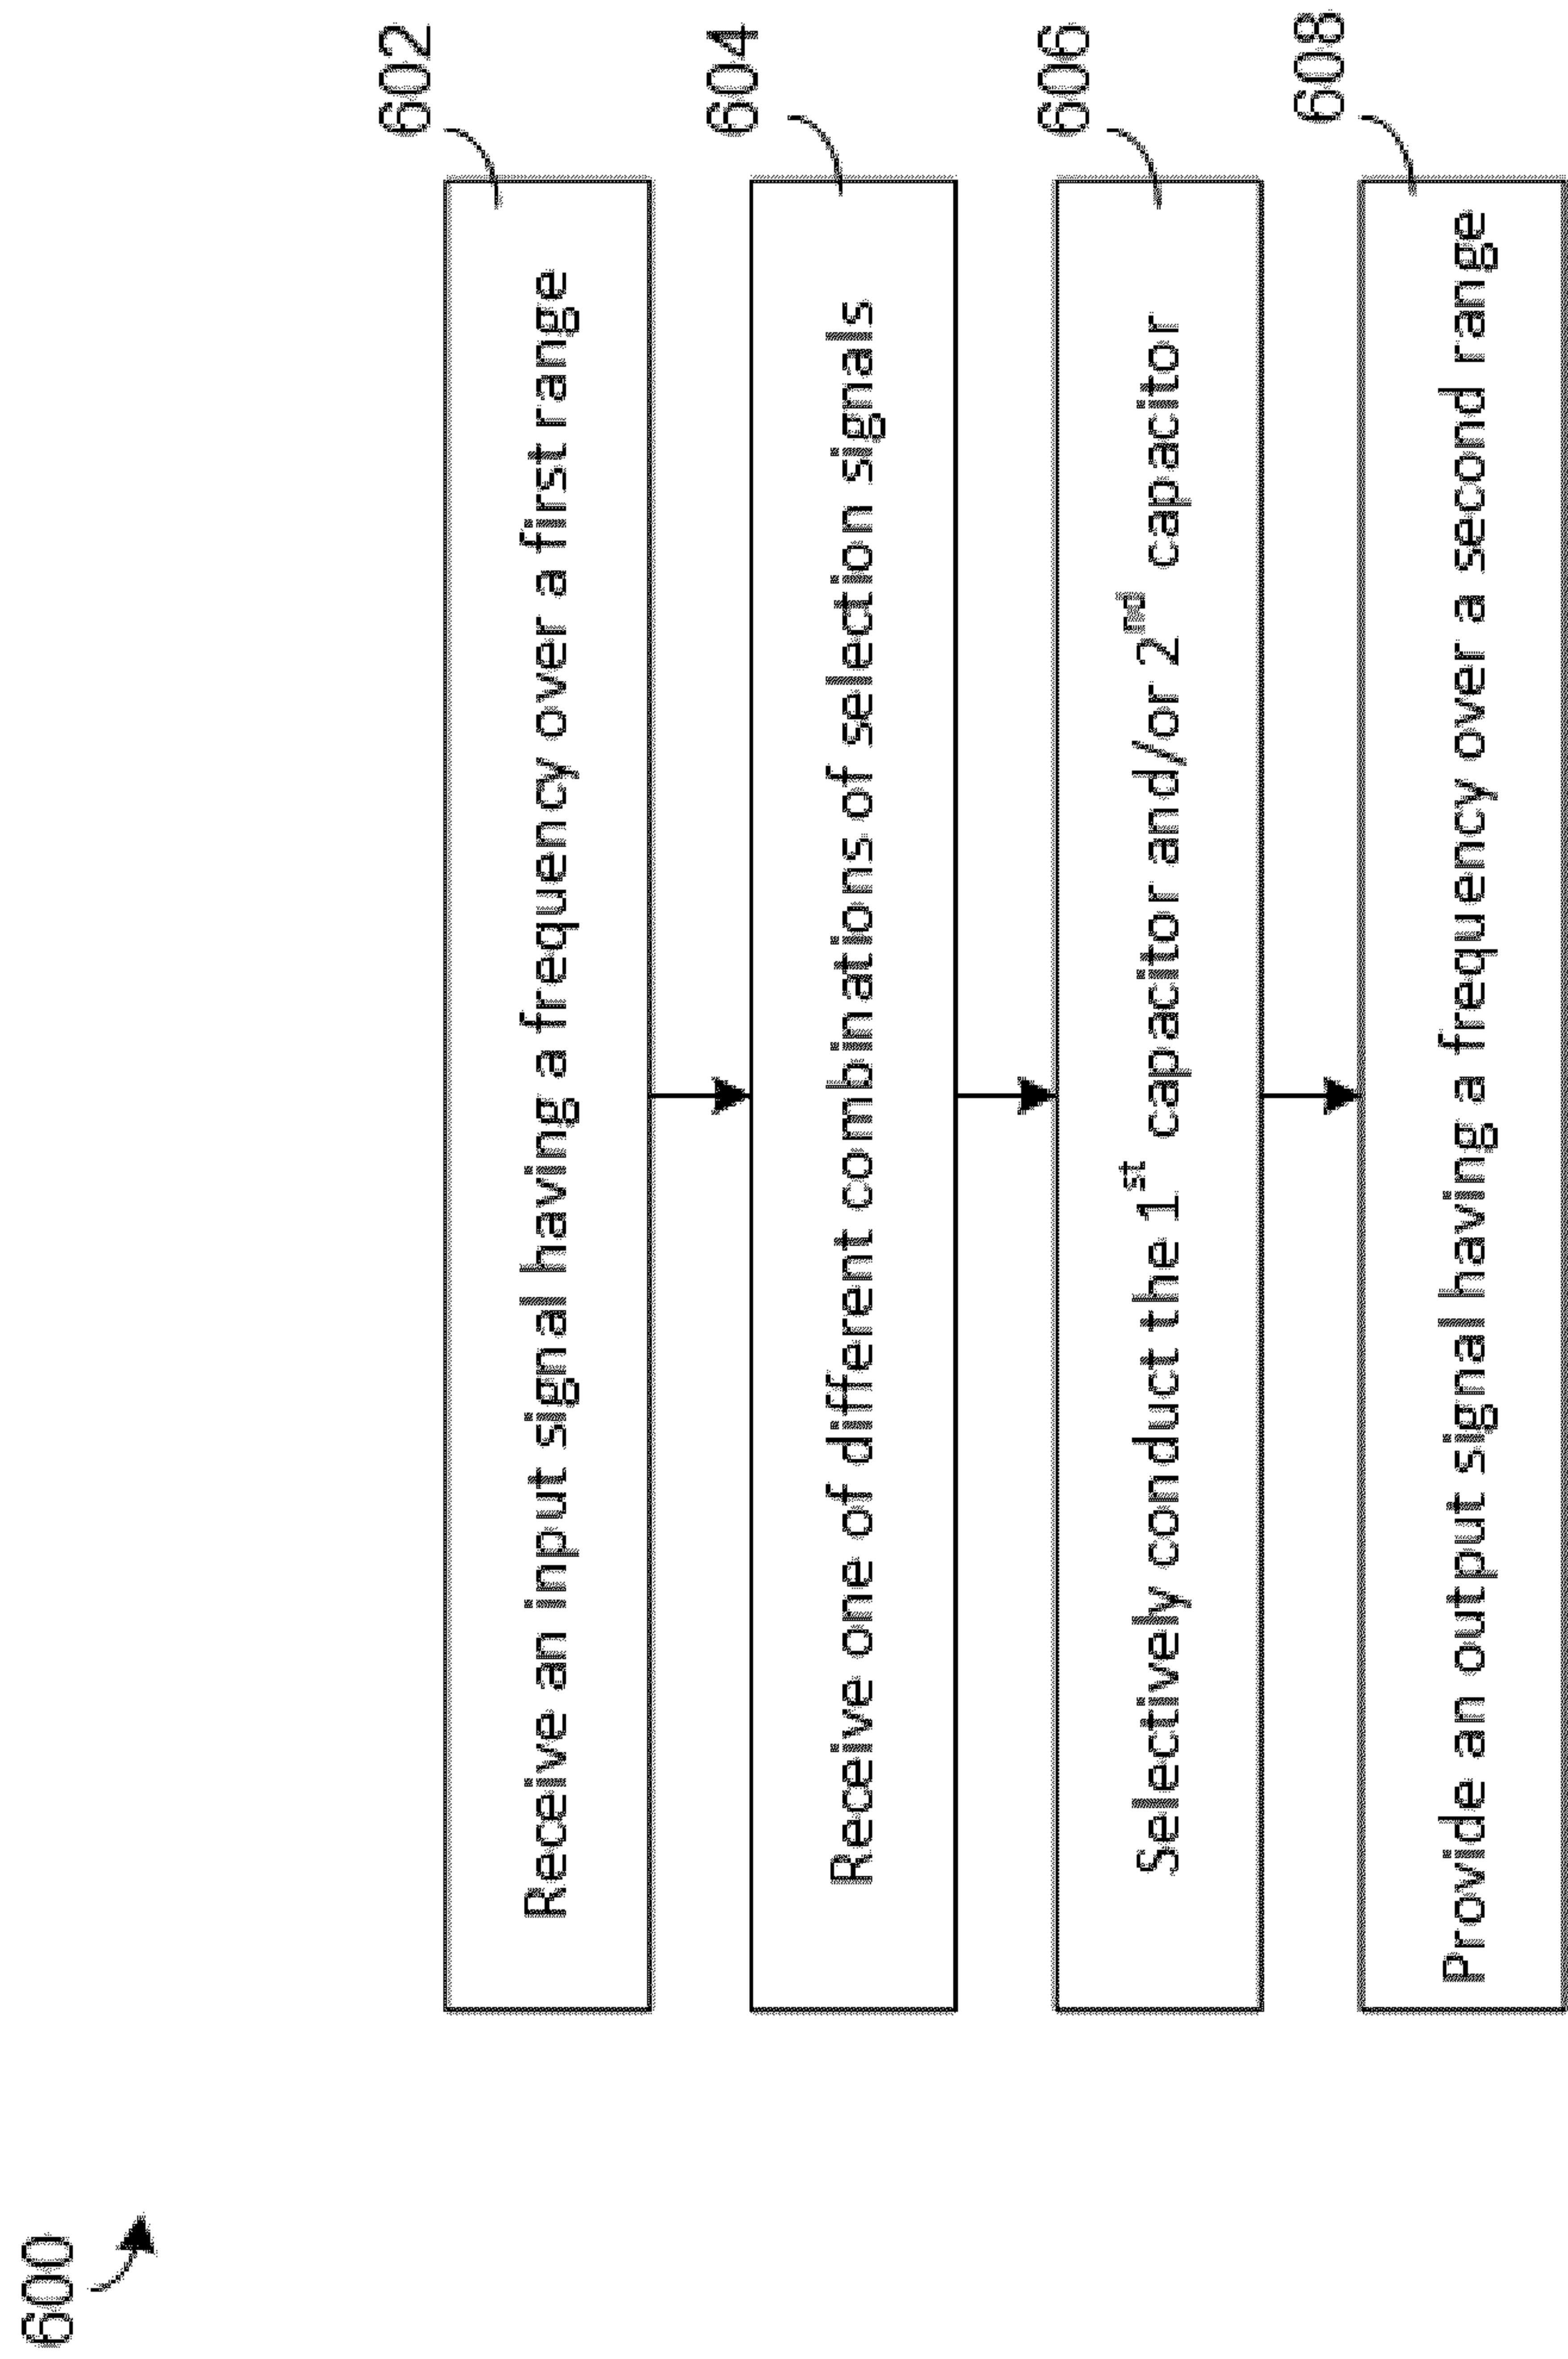 600
602
Receive an input signal having a frequency over a first range
604
Receive one of different combinations of selection signals
606
Selectively conduct the 1st capacitor and/or 2nd capacitor
608
Provide an output signal having a frequency over a second range